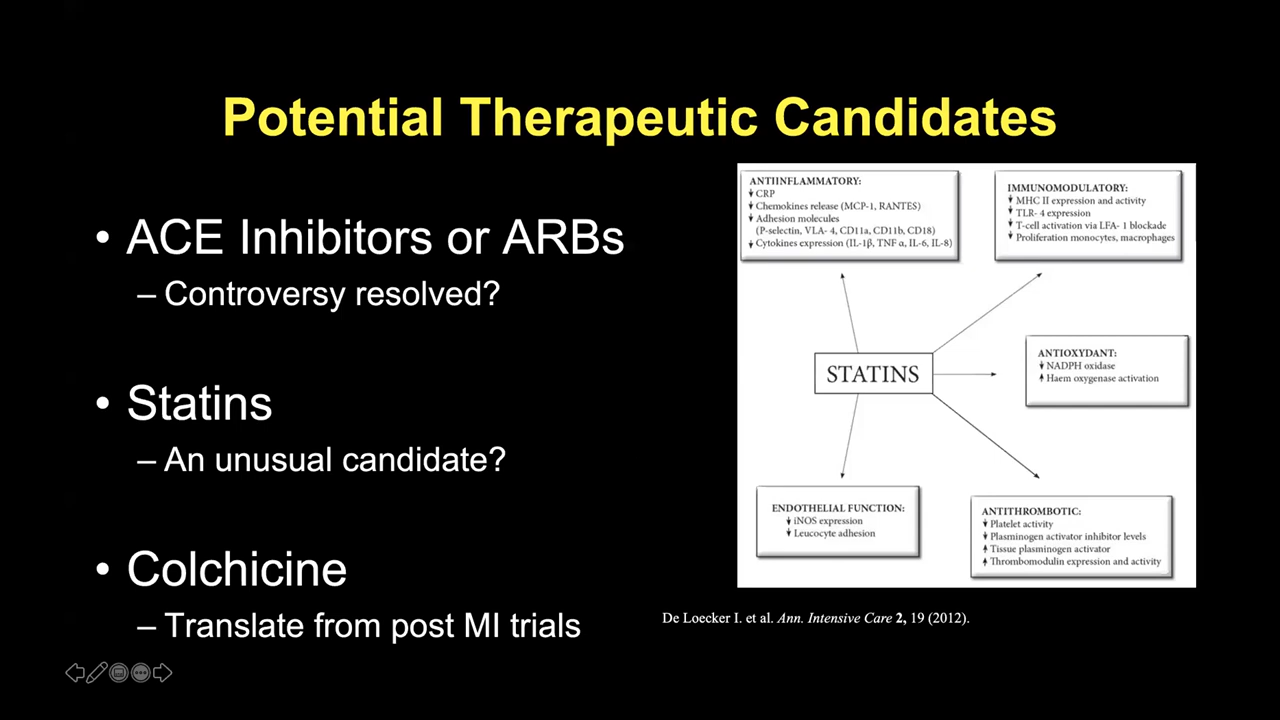 Potential Therapeutic Candidates
• ACE Inhibitors or ARBs
– Controversy resolved?
• Statins
– An unusual candidate?
• Colchicine
– Translate from post MI trials
ANTIINFLAMMATORY:
↓ CRP
↓ Chemokines release (MCP-1, RANTES)
↓ Adhesion molecules
(P-selectin, VLA- 4, CD11a, CD11b, CD18)
↓ Cytokines expression (IL-1β, TNF α, IL-6, IL-8)
IMMUNOMODULATORY:
↓ MHC II expression and activity
↓ TLR- 4 expression
↓ T-cell activation via LFA- 1 blockade
↓ Proliferation monocytes, macrophages
STATINS
ANTIOXYDANT:
↓ NADPH oxidase
↑ Haem oxygenase activation
ENDOTHELIAL FUNCTION:
↓ iNOS expression
↓ Leucocyte adhesion
ANTITHROMBOTIC:
↓ Platelet activity
↓ Plasminogen activator inhibitor levels
↑ Tissue plasminogen activator
↑ Thrombomodulin expression and activity
De Loecker I. et al. Ann. Intensive Care 2, 19 (2012).